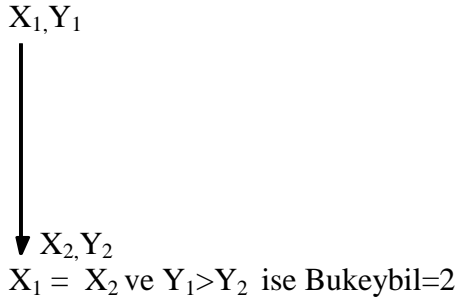 X₁,Y₁
X₂,Y₂
X₁ = X₂ ve Y₁>Y₂ ise Bukeybil=2